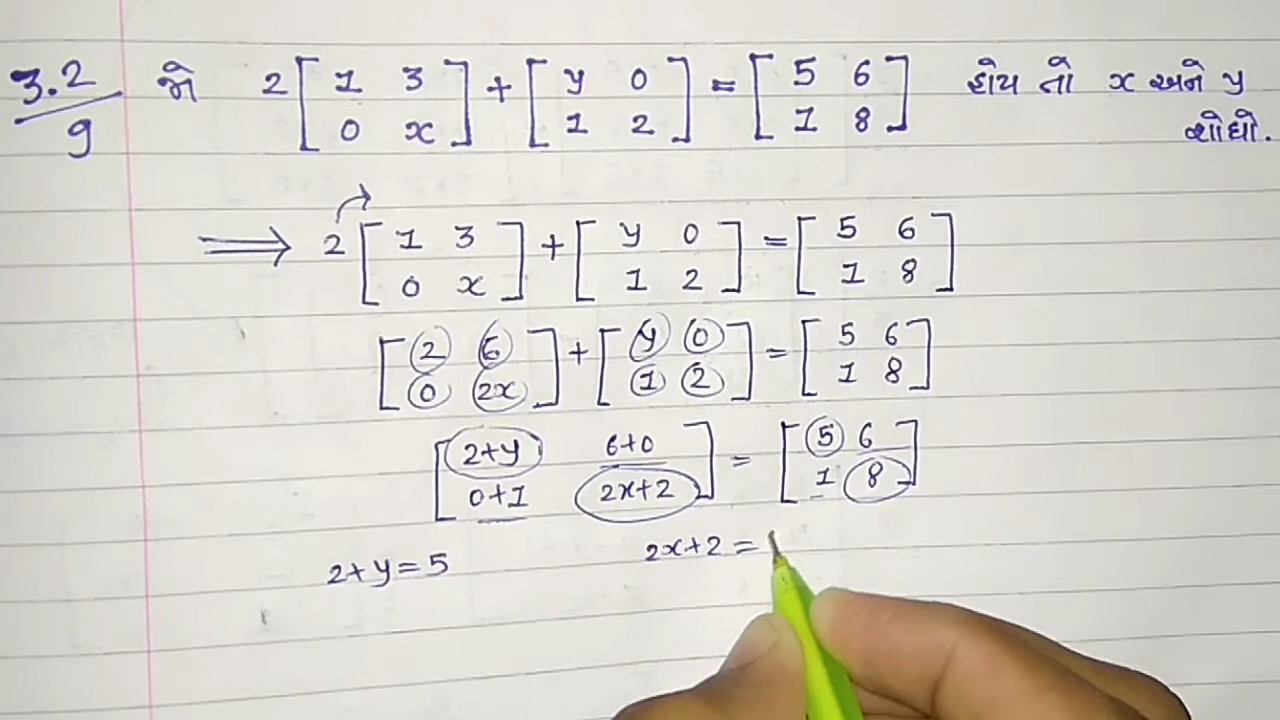 3.2 જો 2 [ 1 3 ] + [ y 0 ] = [ 5 6 ] હોય તો x અને y
9 [ 0 x ] [ 1 2 ] [ 1 8 ] શોધો.
⟹ 2 [ 1 3 ] + [ y 0 ] = [ 5 6 ]
[ 0 x ] [ 1 2 ] [ 1 8 ]
[ 2 6 ] + [ y 0 ] = [ 5 6 ]
[ 0 2x ] [ 1 2 ] [ 1 8 ]
[ 2+y 6+0 ] = [ 5 6 ]
[ 0+1 2x+2 ] [ 1 8 ]
2+y=5 2x+2=